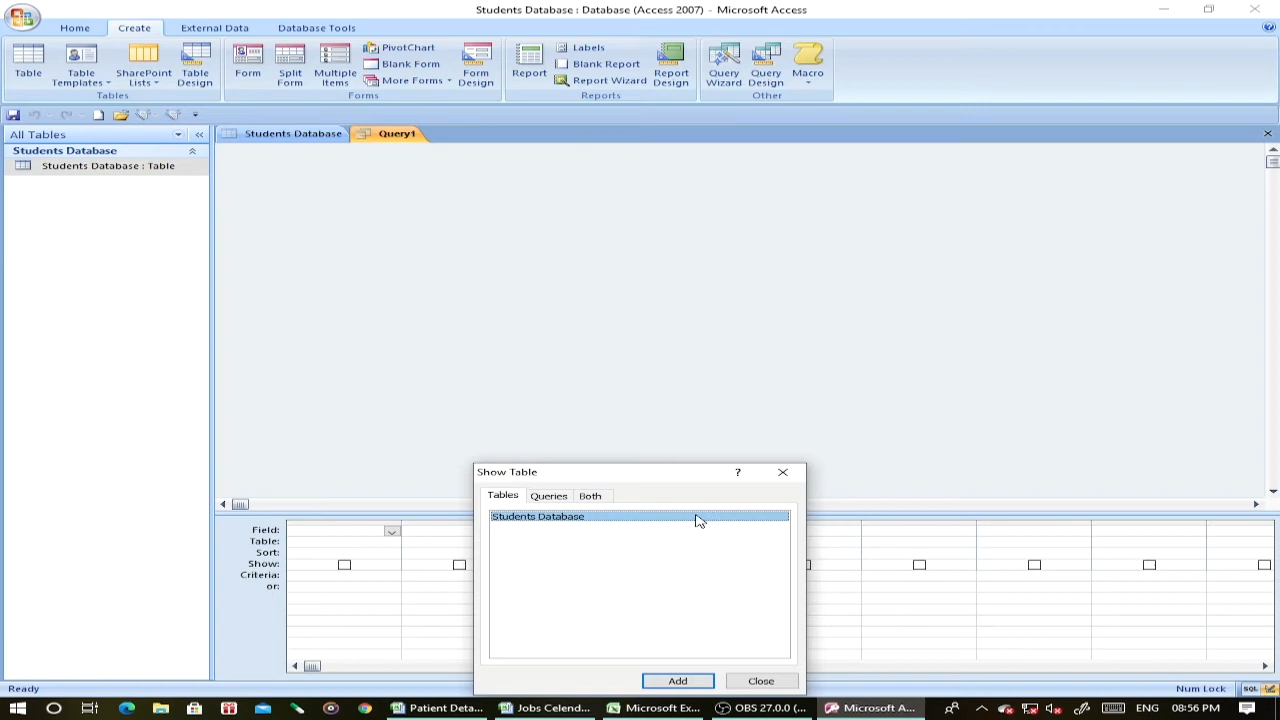 Students Database : Database (Access 2007) - Microsoft Access
Home Create External Data Database Tools
Table
Table Templates
SharePoint Lists
Table Design
Tables
Form
Split Form
Multiple Items
PivotChart
Blank Form
More Forms
Form Design
Forms
Report
Labels
Blank Report
Report Wizard
Report Design
Reports
Query Wizard
Query Design
Macro
Other
All Tables
Students Database
Students Database : Table
Students Database Query1
Show Table
?
Tables Queries Both
Students Database
Add Close
Field:
Table:
Sort:
Show:
Criteria:
or:
Ready
Num Lock
SQL
Patient Deta...
Jobs Celend...
Microsoft Ex...
OBS 27.0.0 (...
Microsoft A...
ENG
08:56 PM